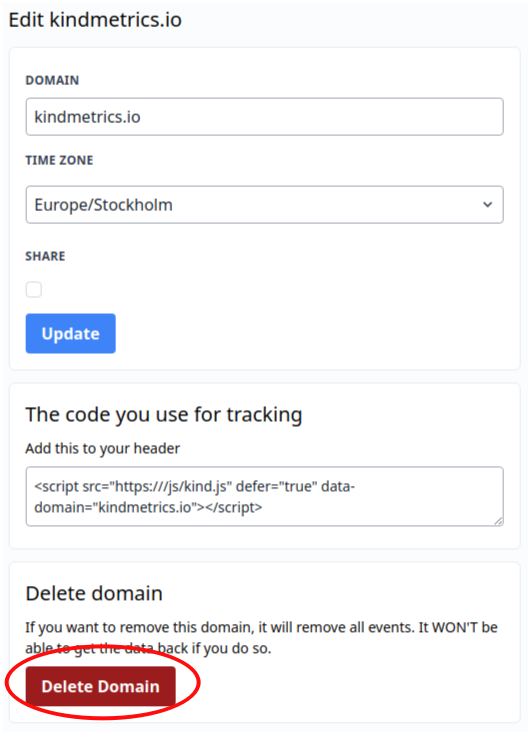 Edit kindmetrics.io
DOMAIN
kindmetrics.io
TIME ZONE
Europe/Stockholm
SHARE
Update
The code you use for tracking
Add this to your header
<script src="https:///js/kind.js" defer="true" data-
domain="kindmetrics.io"></script>
Delete domain
If you want to remove this domain, it will remove all events. It WON'T be
able to get the data back if you do so.
Delete Domain